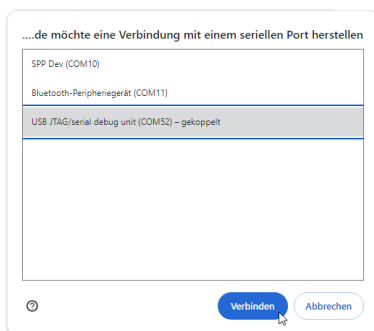 ....de möchte eine Verbindung mit einem seriellen Port herstellen
SPP Dev (COM10)
Bluetooth-Peripheriegerät (COM11)
USB JTAG/serial debug unit (COM52) – gekoppelt
Verbinden
Abbrechen